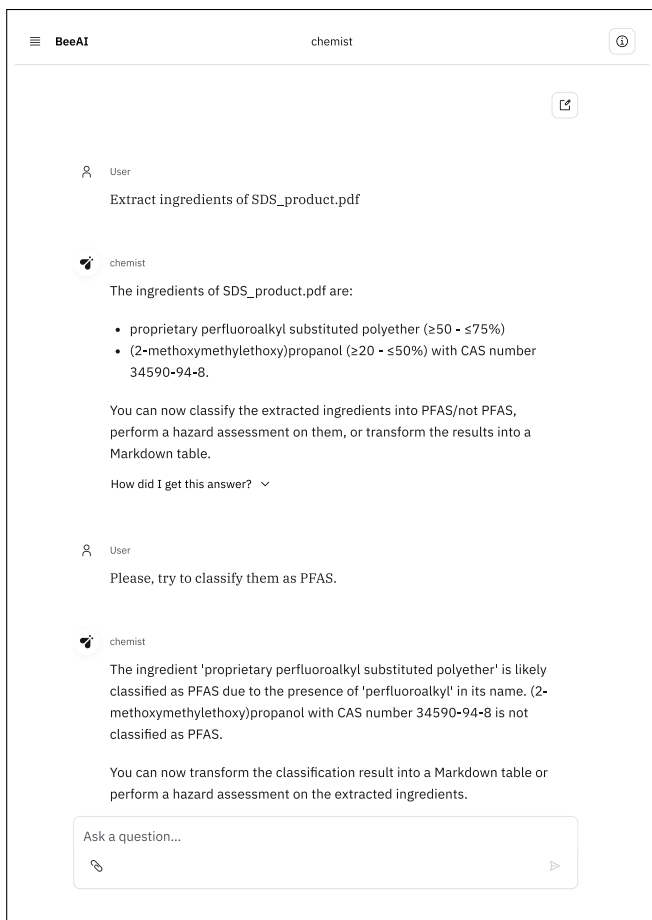 BeeAI
chemist
User
Extract ingredients of SDS_product.pdf
chemist
The ingredients of SDS_product.pdf are:
• proprietary perfluoroalkyl substituted polyether (≥50 - ≤75%)
• (2-methoxymethylethoxy)propanol (≥20 - ≤50%) with CAS number
34590-94-8.
You can now classify the extracted ingredients into PFAS/not PFAS,
perform a hazard assessment on them, or transform the results into a
Markdown table.
How did I get this answer?
User
Please, try to classify them as PFAS.
chemist
The ingredient 'proprietary perfluoroalkyl substituted polyether' is likely
classified as PFAS due to the presence of 'perfluoroalkyl' in its name. (2-
methoxymethylethoxy)propanol with CAS number 34590-94-8 is not
classified as PFAS.
You can now transform the classification result into a Markdown table or
perform a hazard assessment on the extracted ingredients.
Ask a question...